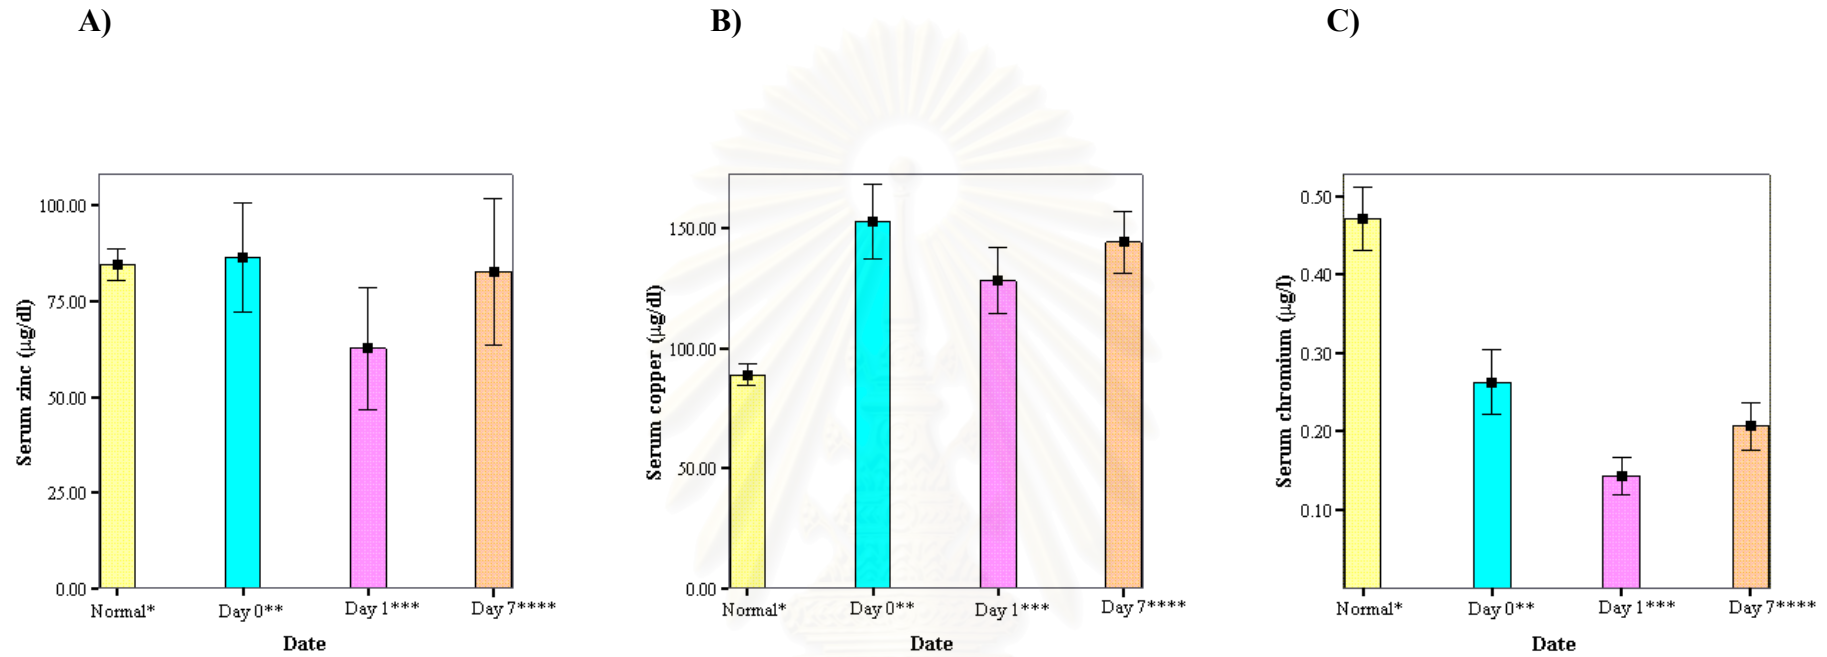 A)
B)
C)
Serum zinc (µg/dl)
100.00
75.00
50.00
25.00
0.00
Normal*
Day 0**
Day 1***
Day 7****
Date
Serum copper (µg/dl)
150.00
100.00
50.00
0.00
Normal*
Day 0**
Day 1***
Day 7****
Date
Serum chromium (µg/l)
0.50
0.40
0.30
0.20
0.10
Normal*
Day 0**
Day 1***
Day 7****
Date